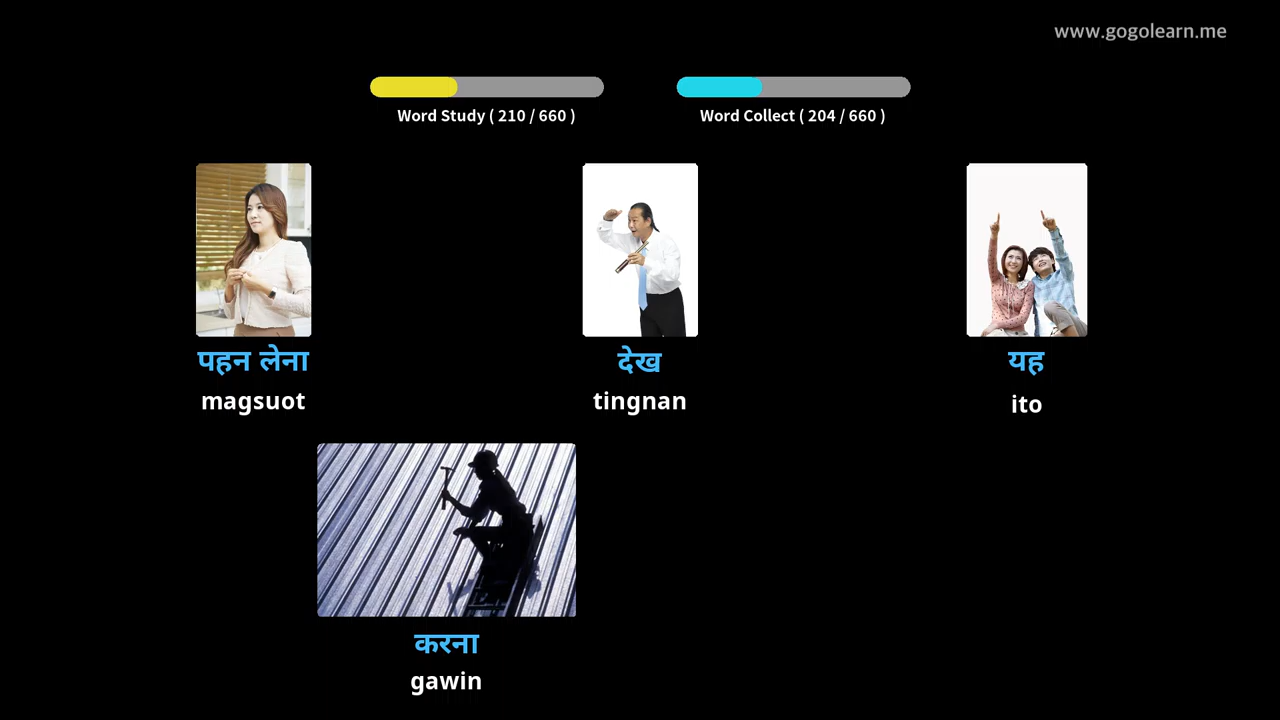 www.gogolearn.me
Word Study ( 210 / 660 )
Word Collect ( 204 / 660 )
पहन लेना
magsuot
देख
tingnan
यह
ito
करना
gawin